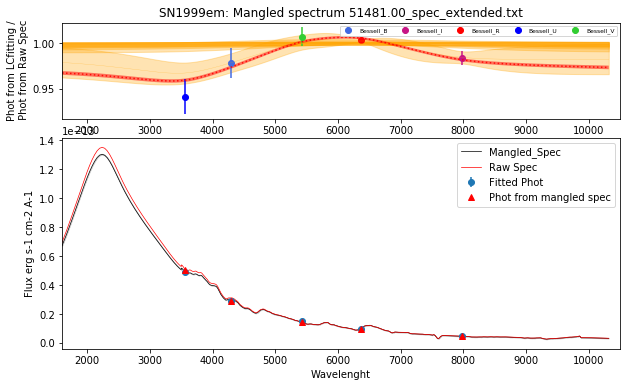 SN1999em: Mangled spectrum 51481.00_spec_extended.txt
Phot from LCfitting /
Phot from Raw Spec
1.00
0.95
Bessell_B
Bessell_I
Bessell_R
Bessell_U
Bessell_V
2000 3000 4000 5000 6000 7000 8000 9000 10000
1e−13
Flux erg s-1 cm-2 A-1
1.4
1.2
1.0
0.8
0.6
0.4
0.2
0.0
Mangled_Spec
Raw Spec
Fitted Phot
Phot from mangled spec
2000 3000 4000 5000 6000 7000 8000 9000 10000
Wavelenght